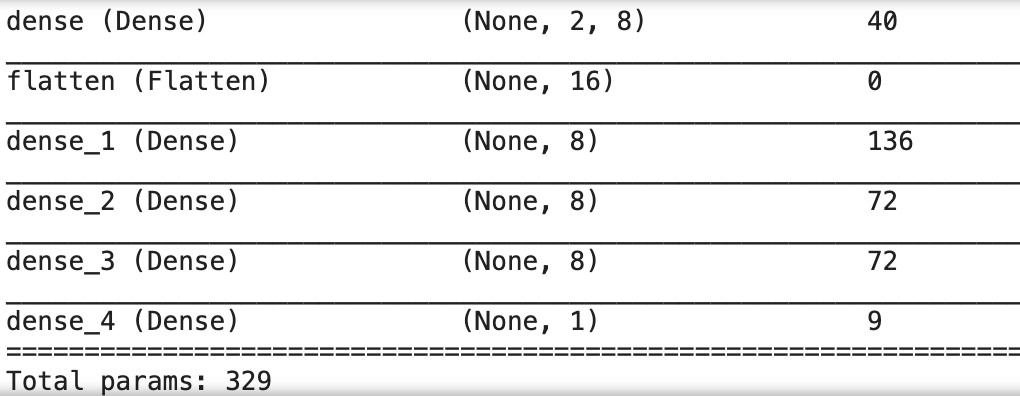 dense (Dense) (None, 2, 8) 40
flatten (Flatten) (None, 16) 0
dense_1 (Dense) (None, 8) 136
dense_2 (Dense) (None, 8) 72
dense_3 (Dense) (None, 8) 72
dense_4 (Dense) (None, 1) 9
Total params: 329